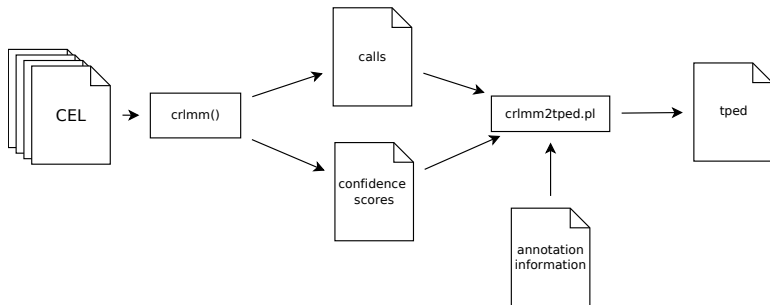 CEL
crlmm()
calls
confidence
scores
crlmm2tped.pl
annotation
information
tped